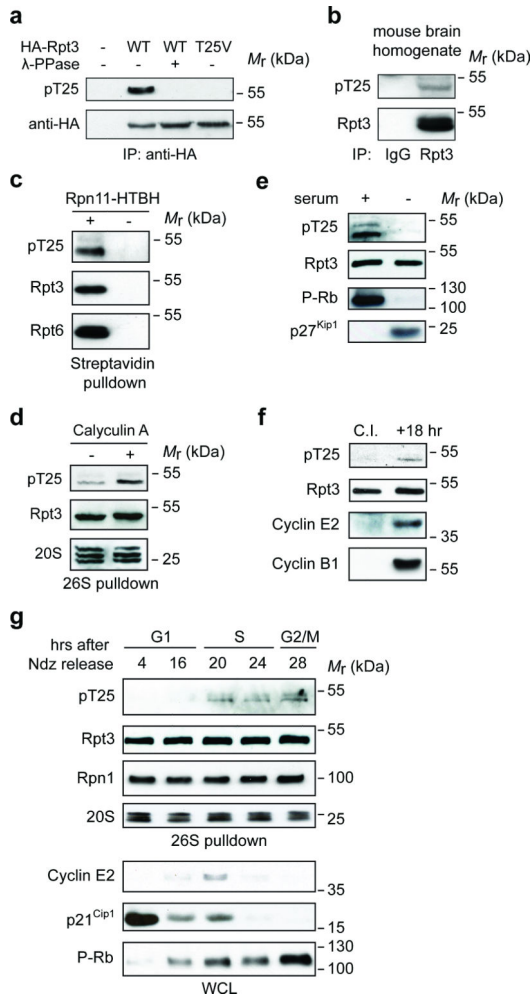 a
HA-Rpt3 - WT WT T25V
λ-PPase - - + - Mr (kDa)
pT25 - 55
anti-HA - 55
IP: anti-HA
b
mouse brain
homogenate Mr (kDa)
pT25 - 55
Rpt3 - 55
IP: IgG Rpt3
c
Rpn11-HTBH
+ - Mr (kDa)
pT25 - 55
Rpt3 - 55
Rpt6 - 55
Streptavidin
pulldown
d
Calyculin A
- + Mr (kDa)
pT25 - 55
Rpt3 - 55
20S - 25
26S pulldown
e
serum + - Mr (kDa)
pT25 - 55
Rpt3 - 55
P-Rb - 130
- 100
p27Kip1 - 25
f
C.I. +18 hr Mr (kDa)
pT25 - 55
Rpt3 - 55
Cyclin E2 - 35
Cyclin B1 - 55
g
G1 S G2/M
hrs after
Ndz release 4 16 20 24 28 Mr (kDa)
pT25 - 55
Rpt3 - 55
Rpn1 - 100
20S - 25
26S pulldown
Cyclin E2 - 35
p21Cip1 - 15
P-Rb - 130
- 100
WCL